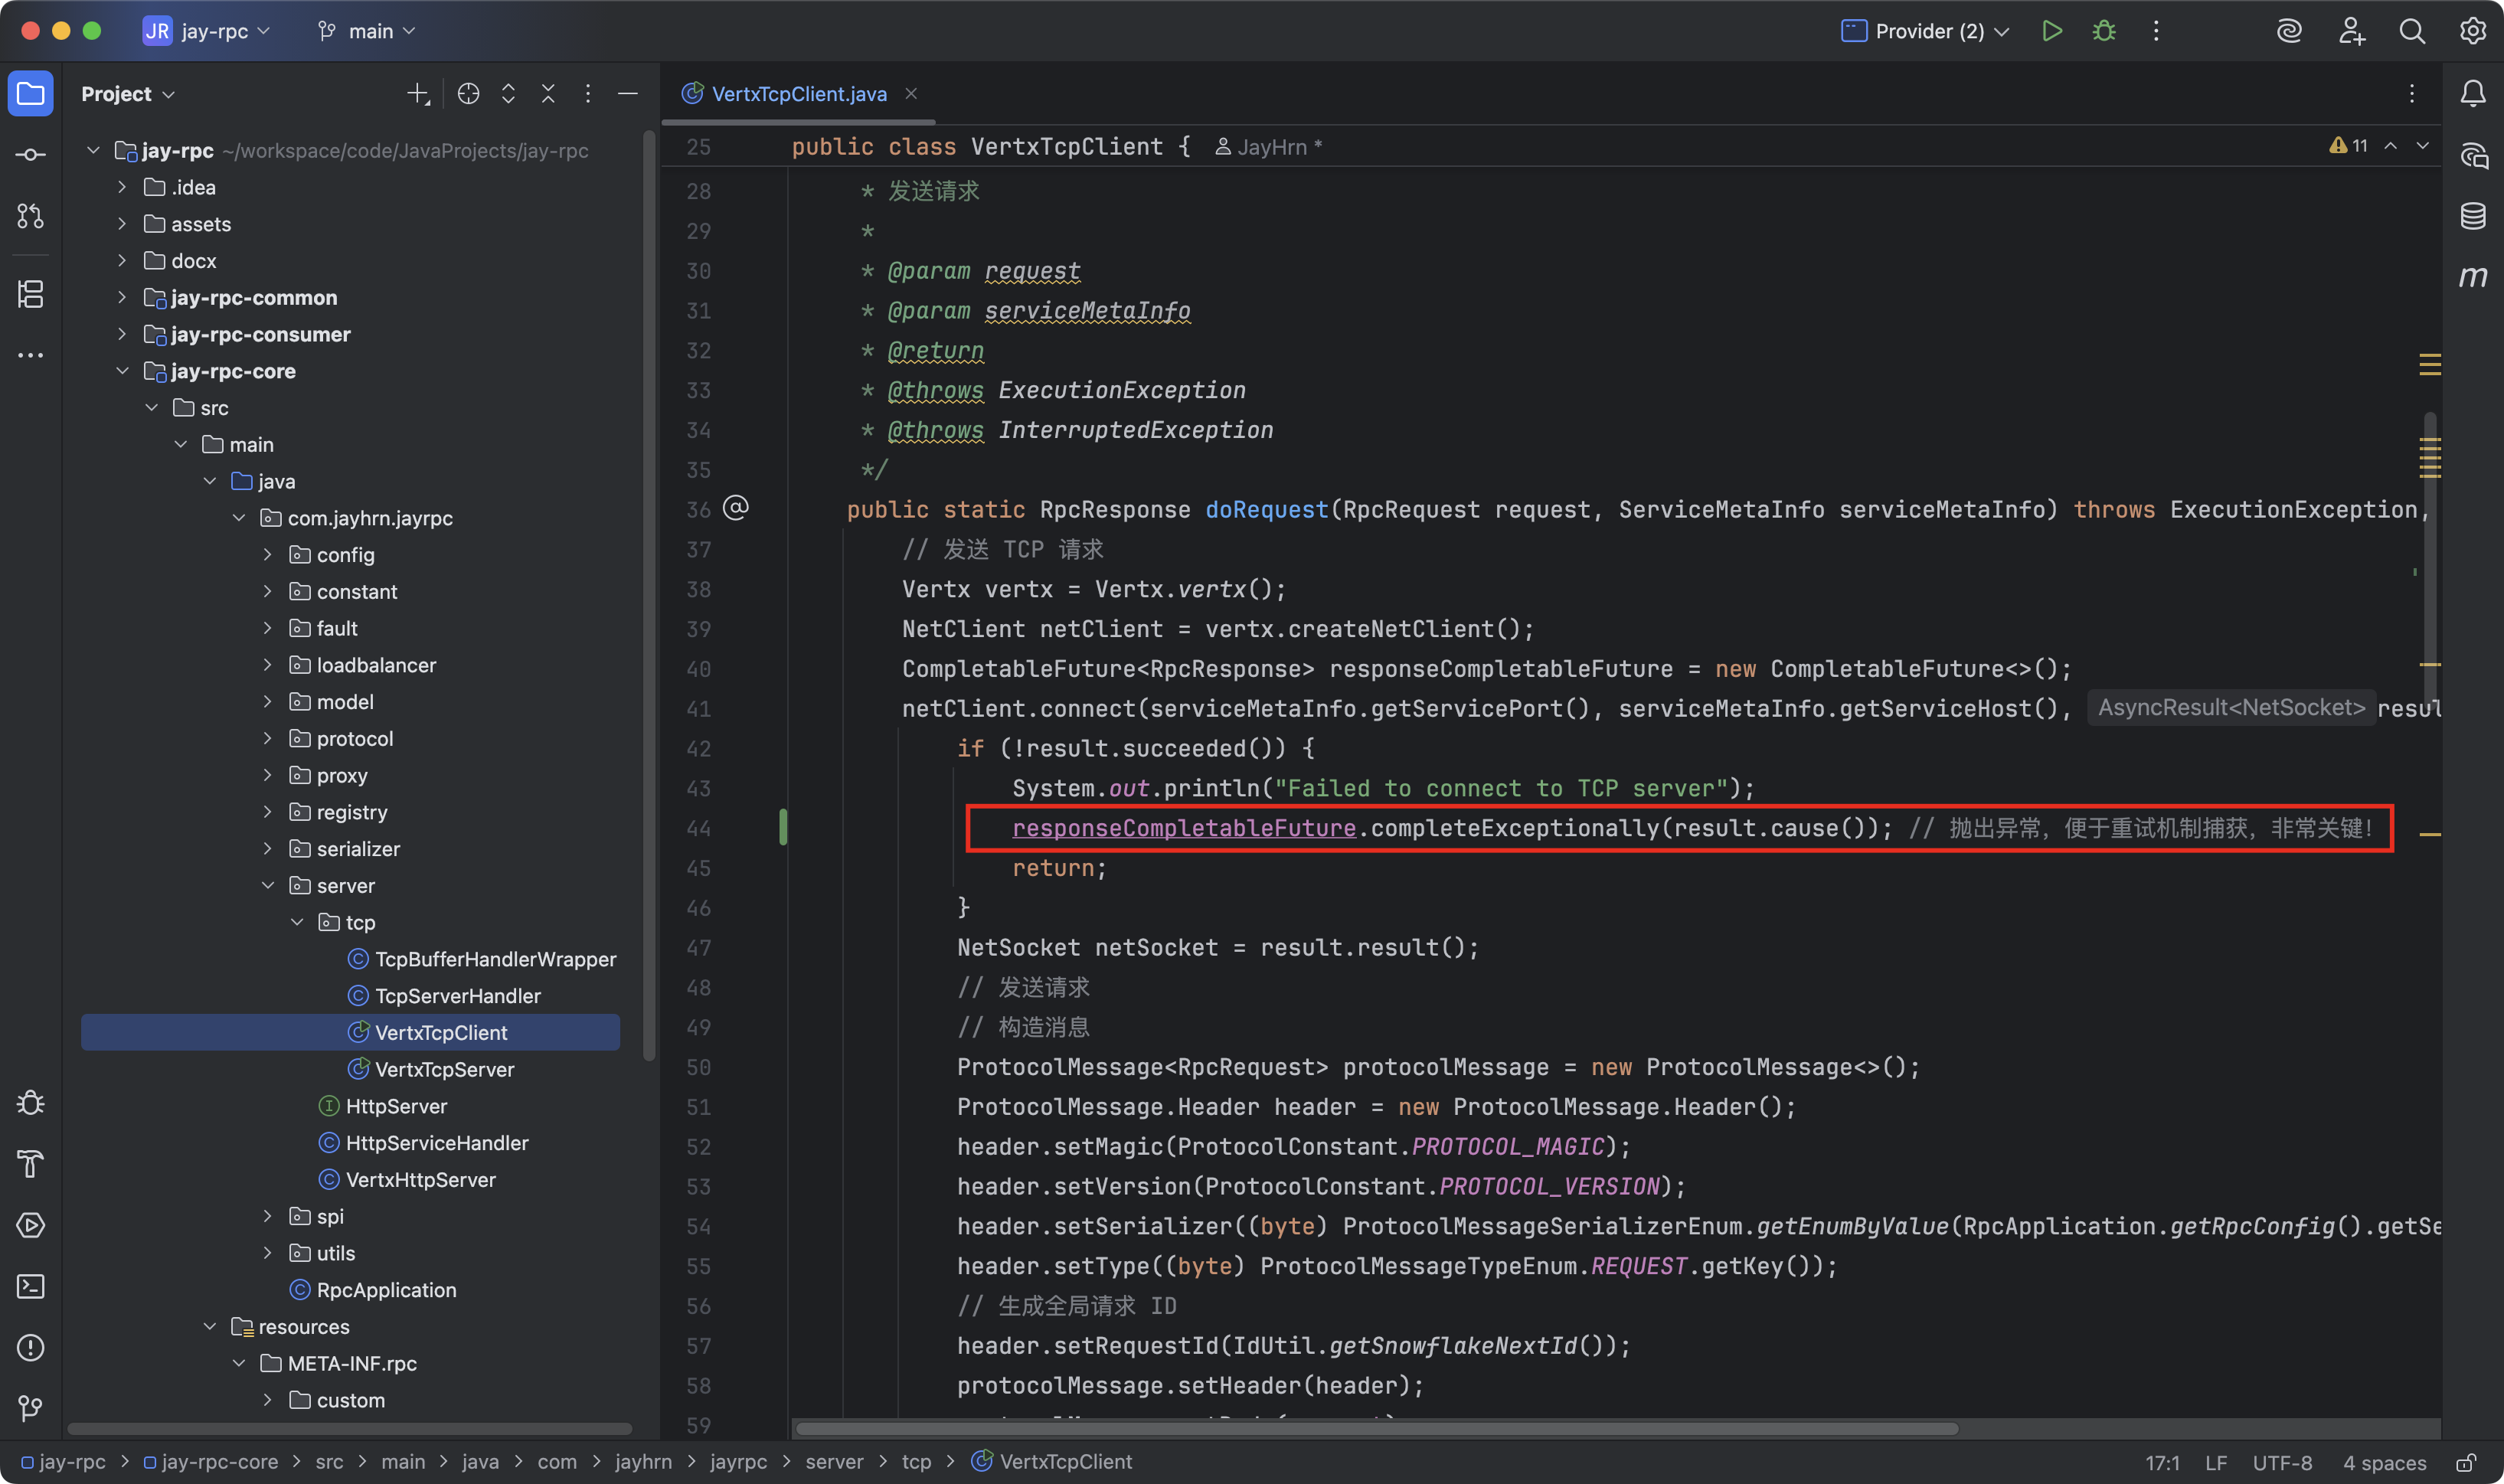 JR jay-rpc main Provider (2)
Project
VertxTcpClient.java
jay-rpc ~/workspace/code/JavaProjects/jay-rpc
.idea
assets
docx
jay-rpc-common
jay-rpc-consumer
jay-rpc-core
src
main
java
com.jayhrn.jayrpc
config
constant
fault
loadbalancer
model
protocol
proxy
registry
serializer
server
tcp
TcpBufferHandlerWrapper
TcpServerHandler
VertxTcpClient
VertxTcpServer
HttpServer
HttpServiceHandler
VertxHttpServer
spi
utils
RpcApplication
resources
META-INF.rpc
custom
25 public class VertxTcpClient { JayHrn * 11
28 * 发送请求
29 *
30 * @param request
31 * @param serviceMetaInfo
32 * @return
33 * @throws ExecutionException
34 * @throws InterruptedException
35 */
36 @ public static RpcResponse doRequest(RpcRequest request, ServiceMetaInfo serviceMetaInfo) throws ExecutionException,
37 // 发送 TCP 请求
38 Vertx vertx = Vertx.vertx();
39 NetClient netClient = vertx.createNetClient();
40 CompletableFuture<RpcResponse> responseCompletableFuture = new CompletableFuture<>();
41 netClient.connect(serviceMetaInfo.getServicePort(), serviceMetaInfo.getServiceHost(), AsyncResult<NetSocket> resul
42 if (!result.succeeded()) {
43 System.out.println("Failed to connect to TCP server");
44 responseCompletableFuture.completeExceptionally(result.cause()); // 抛出异常，便于重试机制捕获，非常关键！
45 return;
46 }
47 NetSocket netSocket = result.result();
48 // 发送请求
49 // 构造消息
50 ProtocolMessage<RpcRequest> protocolMessage = new ProtocolMessage<>();
51 ProtocolMessage.Header header = new ProtocolMessage.Header();
52 header.setMagic(ProtocolConstant.PROTOCOL_MAGIC);
53 header.setVersion(ProtocolConstant.PROTOCOL_VERSION);
54 header.setSerializer((byte) ProtocolMessageSerializerEnum.getEnumByValue(RpcApplication.getRpcConfig().getSe
55 header.setType((byte) ProtocolMessageTypeEnum.REQUEST.getKey());
56 // 生成全局请求 ID
57 header.setRequestId(IdUtil.getSnowflakeNextId());
58 protocolMessage.setHeader(header);
59
m
jay-rpc > jay-rpc-core > src > main > java > com > jayhrn > jayrpc > server > tcp > VertxTcpClient 17:1 LF UTF-8 4 spaces